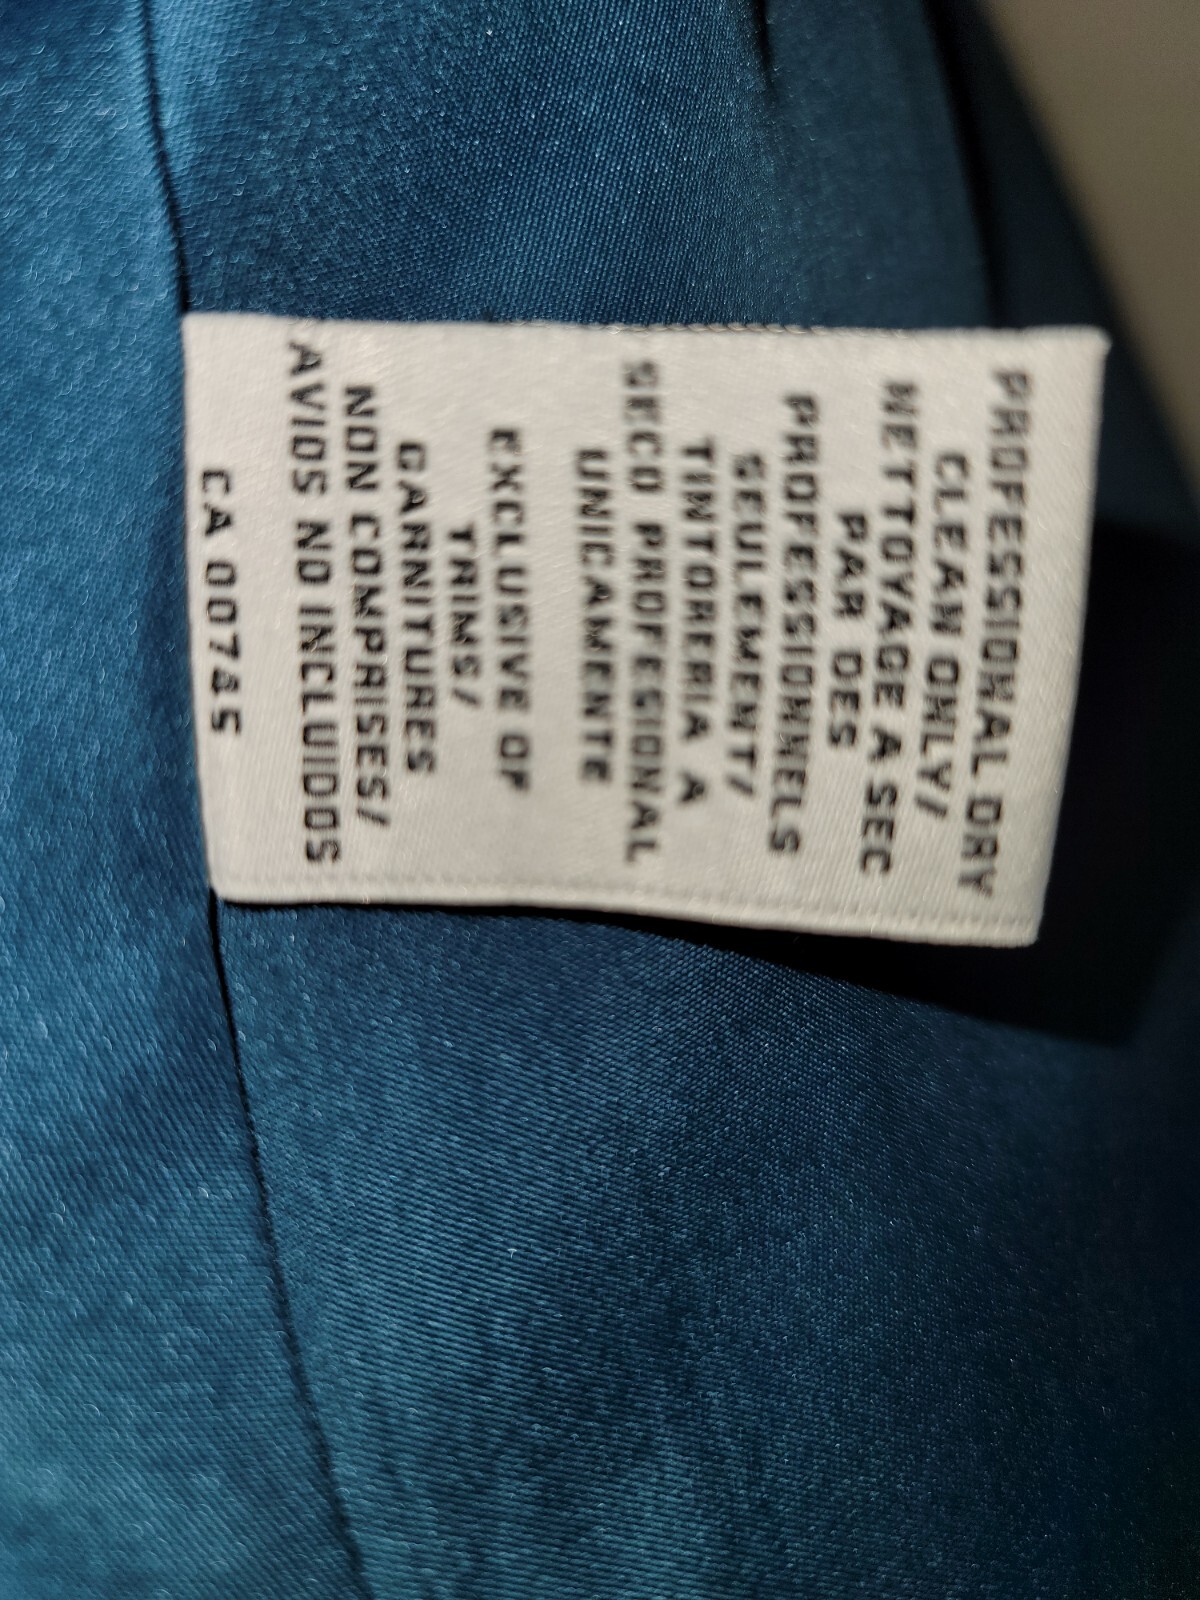 PROFESSIONAL DRY
CLEAN ONLY/
NETTOYAGE A SEC
PAR DES
PROFESSIONNELS
SEULEMENT/
TINTORERIA A
SECO PROFESIONAL
UNICAMENTE
EXCLUSIVE OF
TRIMS/
GARNITURES
NON COMPRISES/
AVIOS NO INCLUIDOS
CA 00785